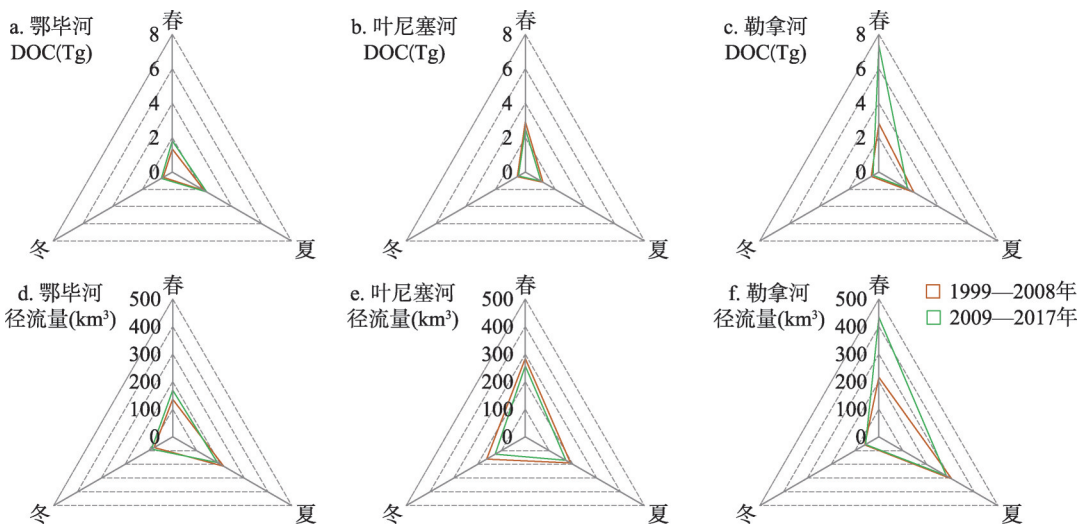 a. 鄂毕河
DOC(Tg)
春
8
6
4
2
0
冬
夏
b. 叶尼塞河
DOC(Tg)
春
8
6
4
2
0
冬
夏
c. 勒拿河
DOC(Tg)
春
8
6
4
2
0
冬
夏
d. 鄂毕河
径流量(km³)
春
500
400
300
200
100
0
冬
夏
e. 叶尼塞河
径流量(km³)
春
500
400
300
200
100
0
冬
夏
f. 勒拿河
径流量(km³)
春
500
400
300
200
100
0
冬
夏
1999—2008年
2009—2017年